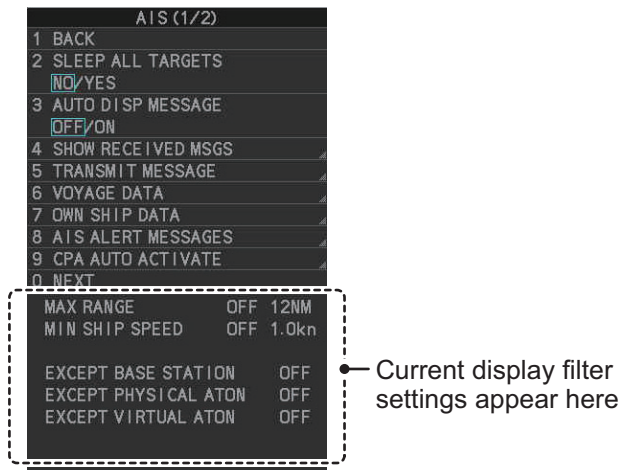 AIS(1/2)
1 BACK
2 SLEEP ALL TARGETS
NO/YES
3 AUTO DISP MESSAGE
OFF/ON
4 SHOW RECEIVED MSGS
5 TRANSMIT MESSAGE
6 VOYAGE DATA
7 OWN SHIP DATA
8 AIS ALERT MESSAGES
9 CPA AUTO ACTIVATE
0 NEXT
MAX RANGE OFF 12NM
MIN SHIP SPEED OFF 1.0kn
EXCEPT BASE STATION OFF
EXCEPT PHYSICAL ATON OFF
EXCEPT VIRTUAL ATON OFF
Current display filter
settings appear here